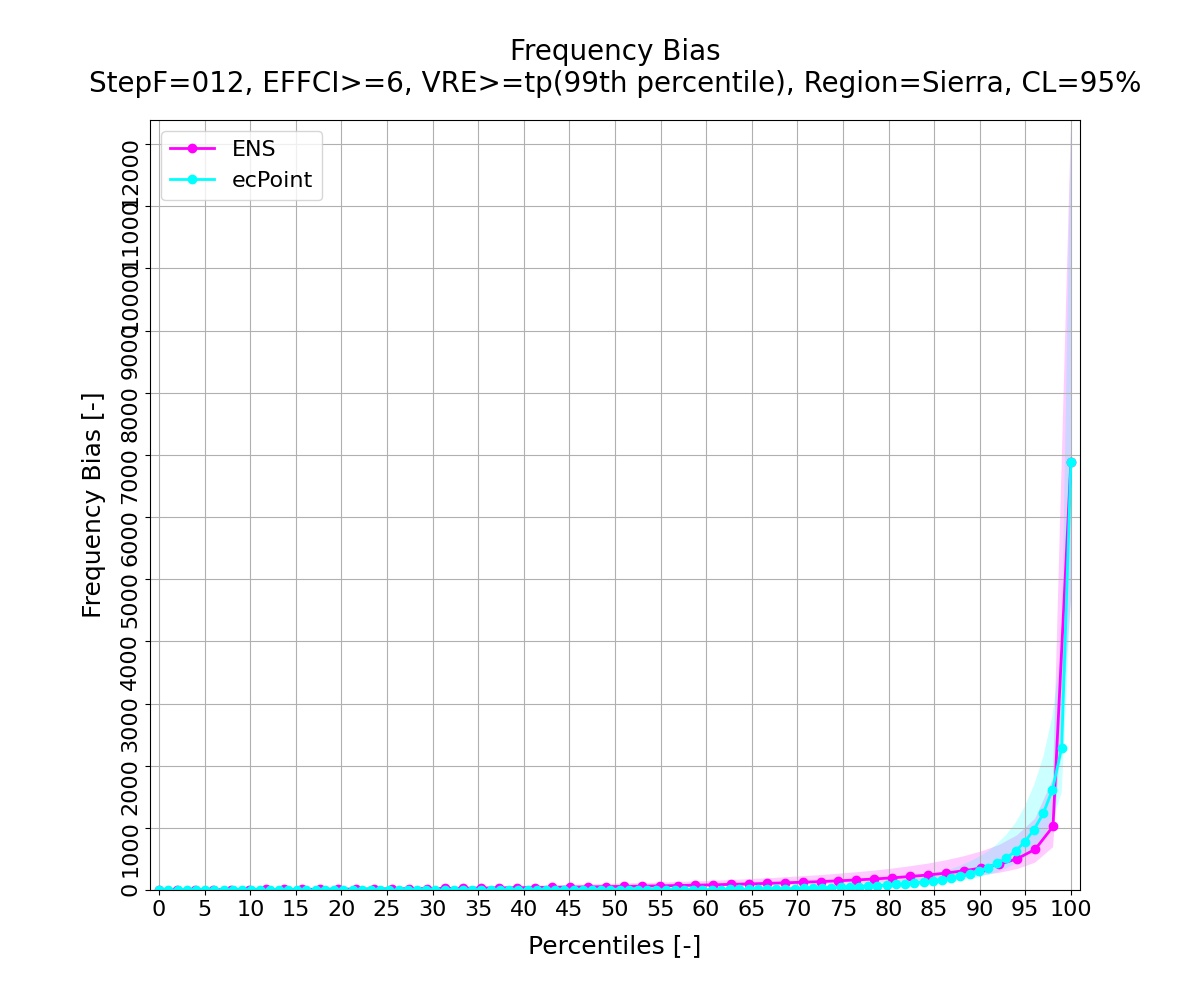 Frequency Bias
StepF=012, EFFCI>=6, VRE>=tp(99th percentile), Region=Sierra, CL=95%
ENS
ecPoint
Frequency Bias [-]
12000
11000
10000
9000
8000
7000
6000
5000
4000
3000
2000
1000
0
0 5 10 15 20 25 30 35 40 45 50 55 60 65 70 75 80 85 90 95 100
Percentiles [-]